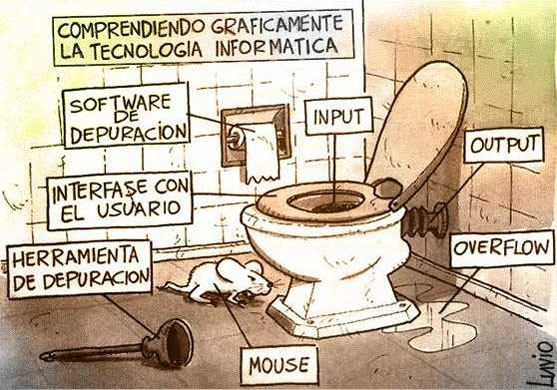 COMPRENDIENDO GRAFICAMENTE
LA TECNOLOGIA INFORMATICA
SOFTWARE
DE
DEPURACION
INPUT
OUTPUT
INTERFASE CON
EL USUARIO
HERRAMIENTA
DE DEPURACION
OVERFLOW
MOUSE